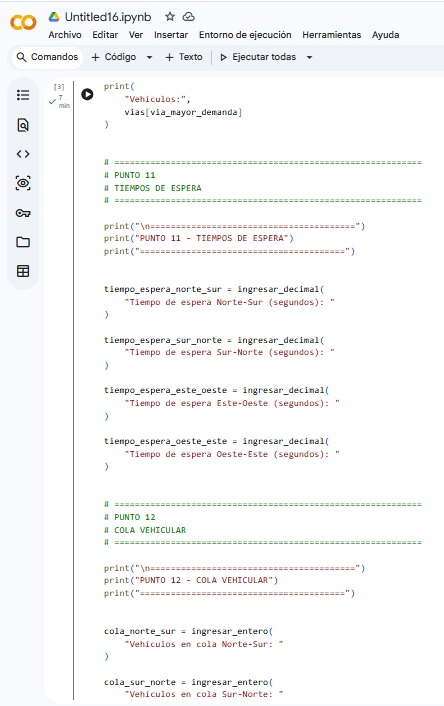 Untitled16.ipynb
Archivo Editar Ver Insertar Entorno de ejecución Herramientas Ayuda
Comandos + Código + Texto Ejecutar todas
[3]
7
min
print(
    "Vehículos:",
    vias[via_mayor_demanda]
)
# ============================================================
# PUNTO 11
# TIEMPOS DE ESPERA
# ============================================================
print("\n========================================")
print("PUNTO 11 - TIEMPOS DE ESPERA")
print("========================================")
tiempo_espera_norte_sur = ingresar_decimal(
    "Tiempo de espera Norte-Sur (segundos): "
)
tiempo_espera_sur_norte = ingresar_decimal(
    "Tiempo de espera Sur-Norte (segundos): "
)
tiempo_espera_este_oeste = ingresar_decimal(
    "Tiempo de espera Este-Oeste (segundos): "
)
tiempo_espera_oeste_este = ingresar_decimal(
    "Tiempo de espera Oeste-Este (segundos): "
)
# ============================================================
# PUNTO 12
# COLA VEHICULAR
# ============================================================
print("\n========================================")
print("PUNTO 12 - COLA VEHICULAR")
print("========================================")
cola_norte_sur = ingresar_entero(
    "Vehículos en cola Norte-Sur: "
)
cola_sur_norte = ingresar_entero(
    "Vehículos en cola Sur-Norte: "